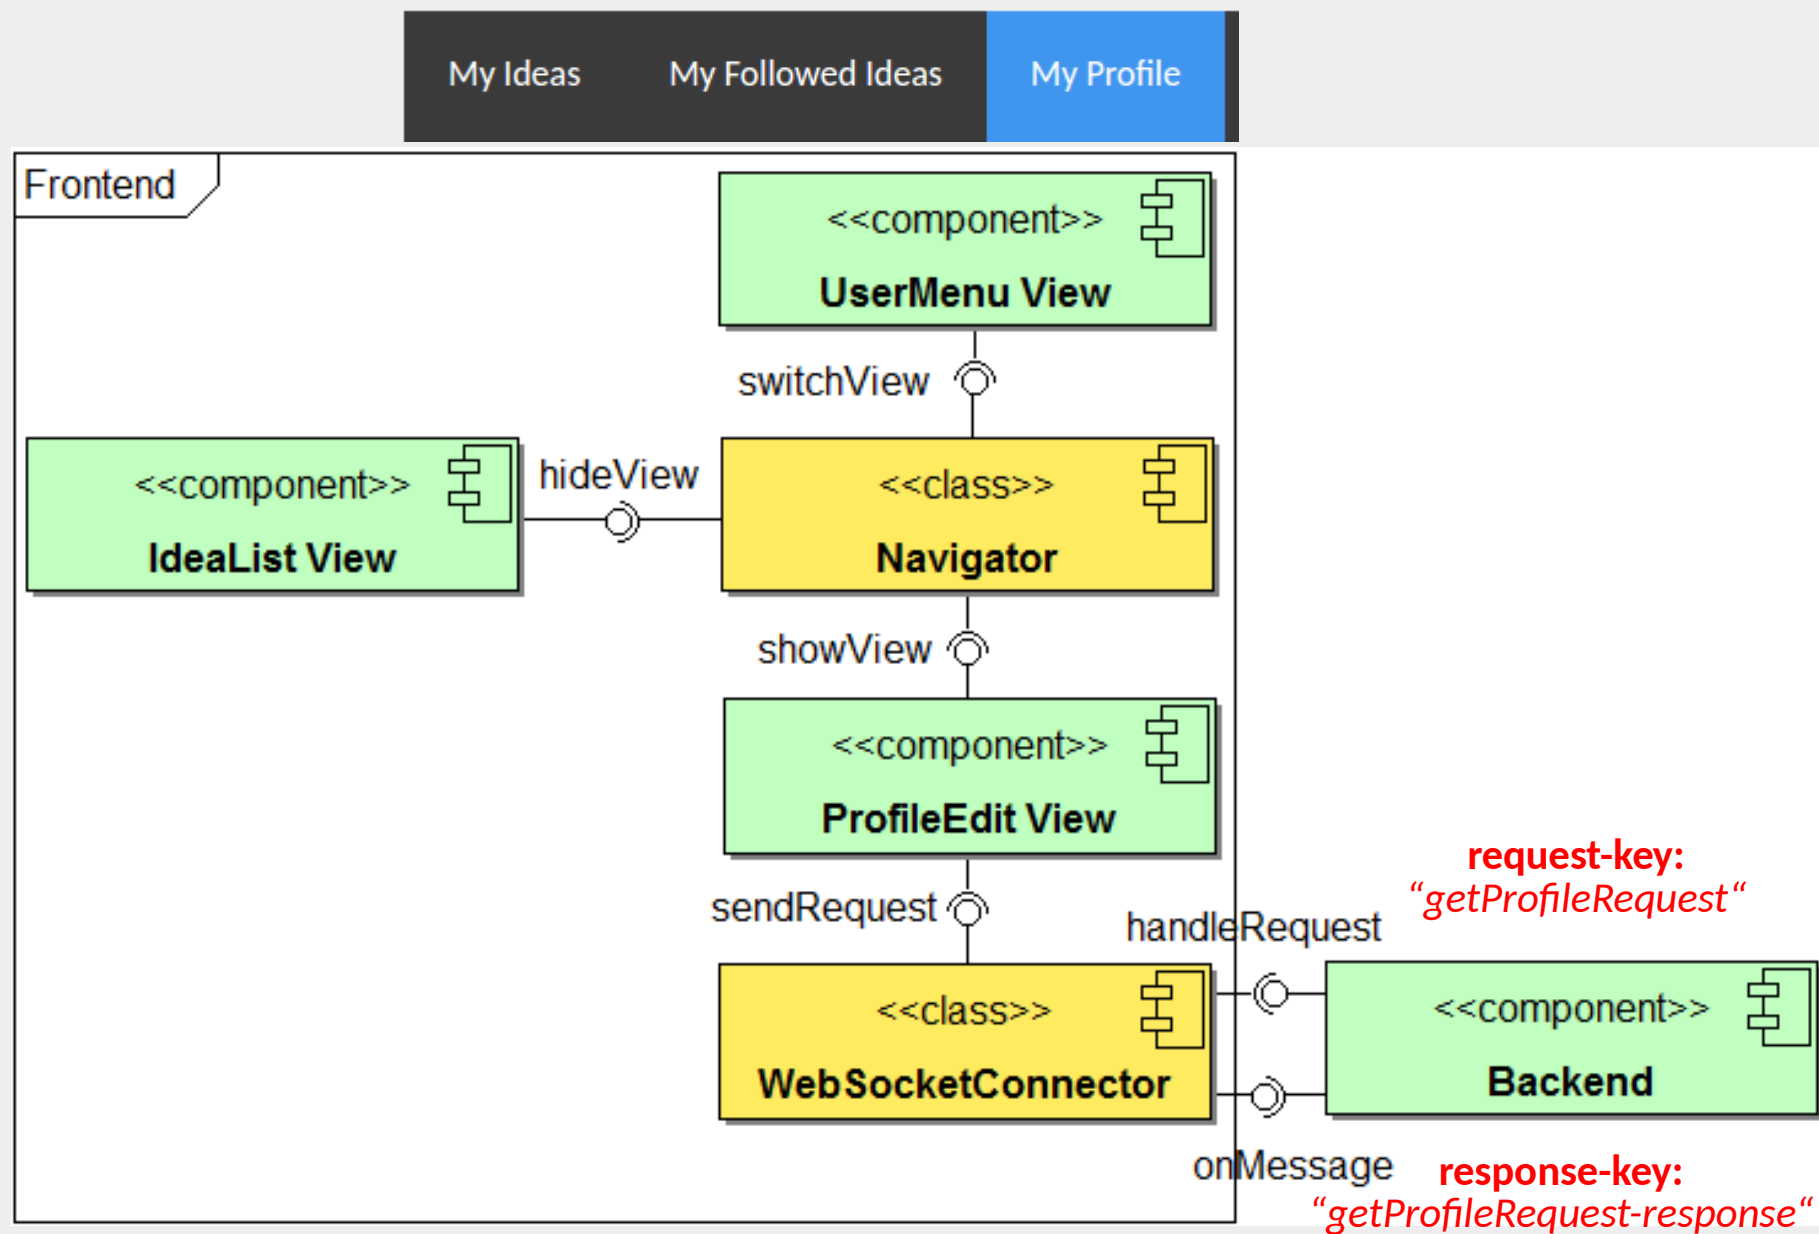 My Ideas
My Followed Ideas
My Profile
Frontend
<<component>>
UserMenu View
switchView
<<component>>
IdeaList View
hideView
<<class>>
Navigator
showView
<<component>>
ProfileEdit View
request-key:
“getProfileRequest“
sendRequest
handleRequest
<<class>>
WebSocketConnector
<<component>>
Backend
onMessage
response-key:
“getProfileRequest-response“